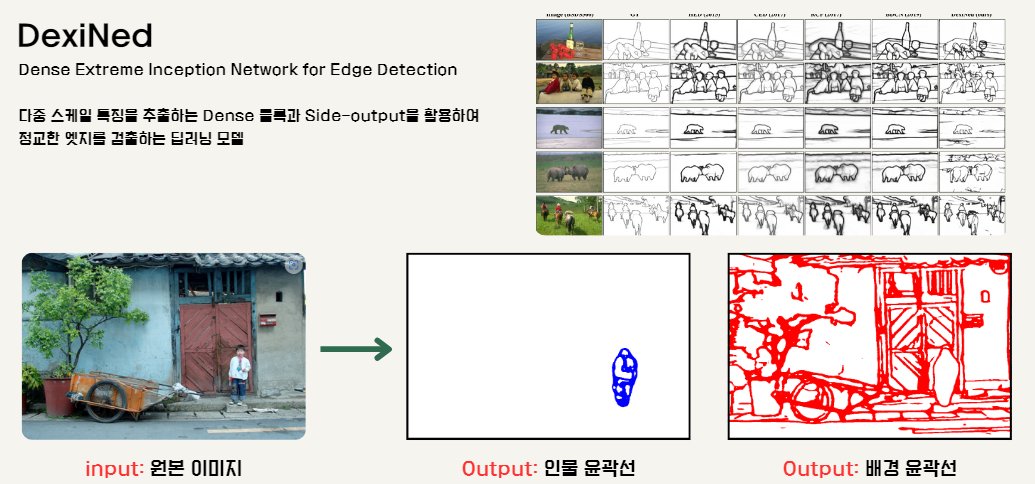 DexiNed
Dense Extreme Inception Network for Edge Detection
다중 스케일 특징을 추출하는 Dense 블록과 Side-output을 활용하여
정교한 엣지를 검출하는 딥러닝 모델
GT
HED (2015)
CED (2017)
RCF (2017)
BDCN (2019)
input: 원본 이미지
Output: 인물 윤곽선
Output: 배경 윤곽선